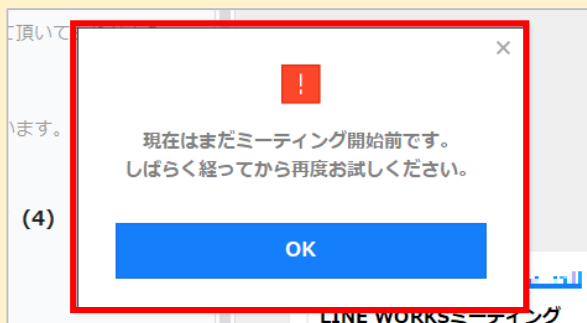 て頂いて
います。
(4)
×
!
現在はまだミーティング開始前です。
しばらく経ってから再度お試しください。
OK
LINE WORKSミーティング